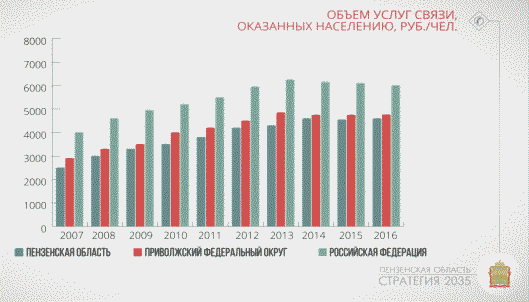 ОБЪЕМ УСЛУГ СВЯЗИ,
ОКАЗАННЫХ НАСЕЛЕНИЮ, РУБ./ЧЕЛ.
8000
7000
6000
5000
4000
3000
2000
1000
0
2007 2008 2009 2010 2011 2012 2013 2014 2015 2016
ПЕНЗЕНСКАЯ ОБЛАСТЬ ПРИВОЛЖСКИЙ ФЕДЕРАЛЬНЫЙ ОКРУГ РОССИЙСКАЯ ФЕДЕРАЦИЯ
ПЕНЗЕНСКАЯ ОБЛАСТЬ
СТРАТЕГИЯ 2035